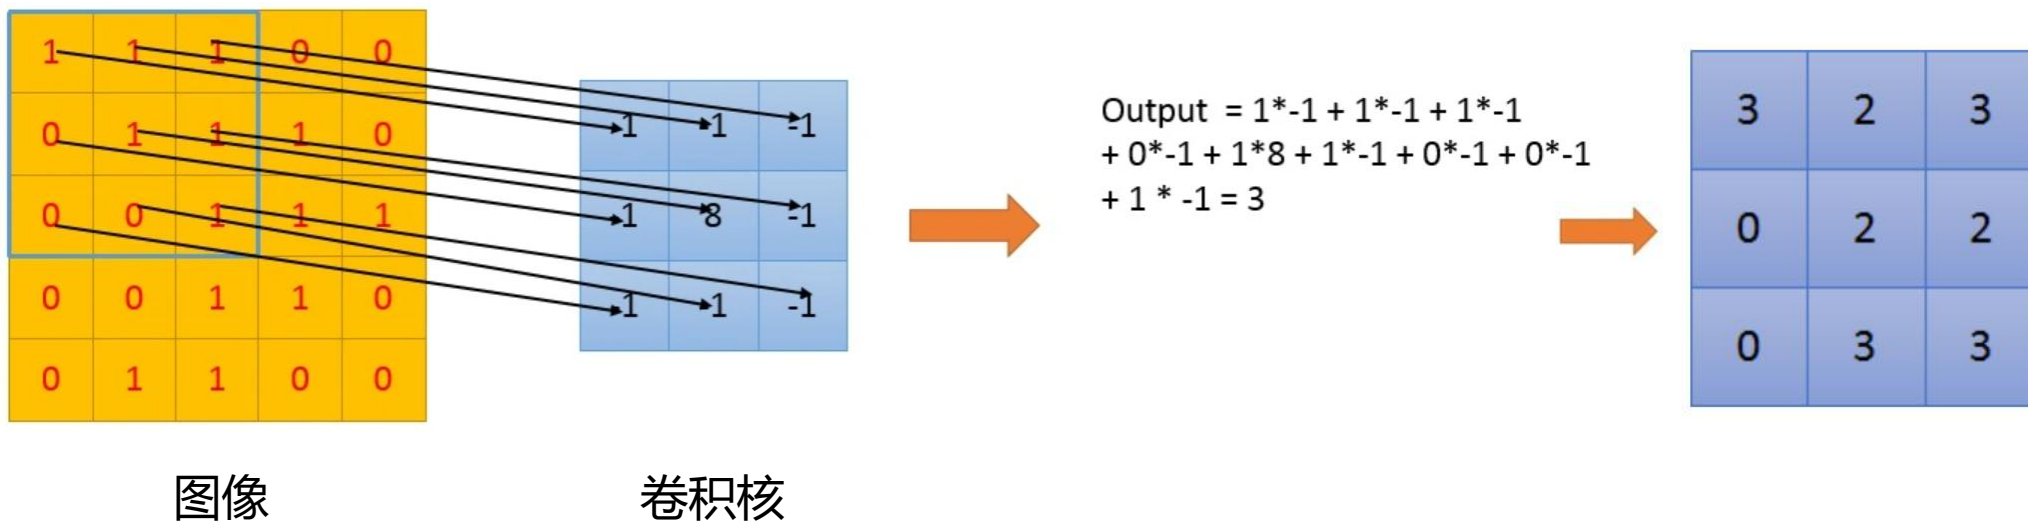 1 1 1 0 0
0 1 1 1 0
0 0 1 1 1
0 0 1 1 0
0 1 1 0 0
图像
-1 -1 -1
-1 8 -1
-1 -1 -1
卷积核
Output = 1*-1 + 1*-1 + 1*-1
+ 0*-1 + 1*8 + 1*-1 + 0*-1 + 0*-1
+ 1 * -1 = 3
3 2 3
0 2 2
0 3 3